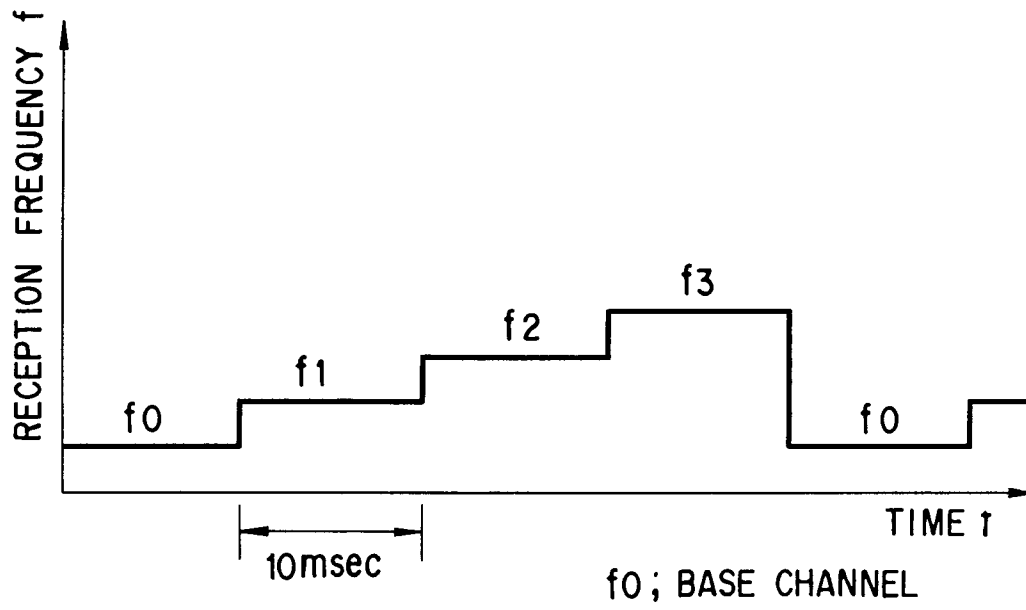 RECEPTION FREQUENCY f
f3
f2
f1
f0
f0
TIME t
10msec
f0; BASE CHANNEL